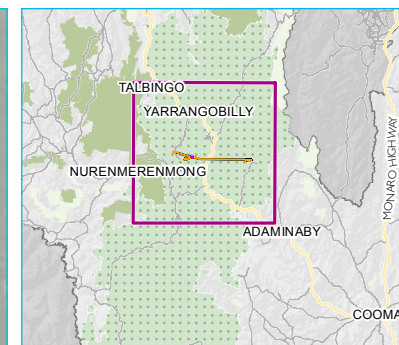 TALBINGO
YARRANGOBILLY
NURENMERENMONG
ADAMINABY
MONARO HIGHWAY
COOMA